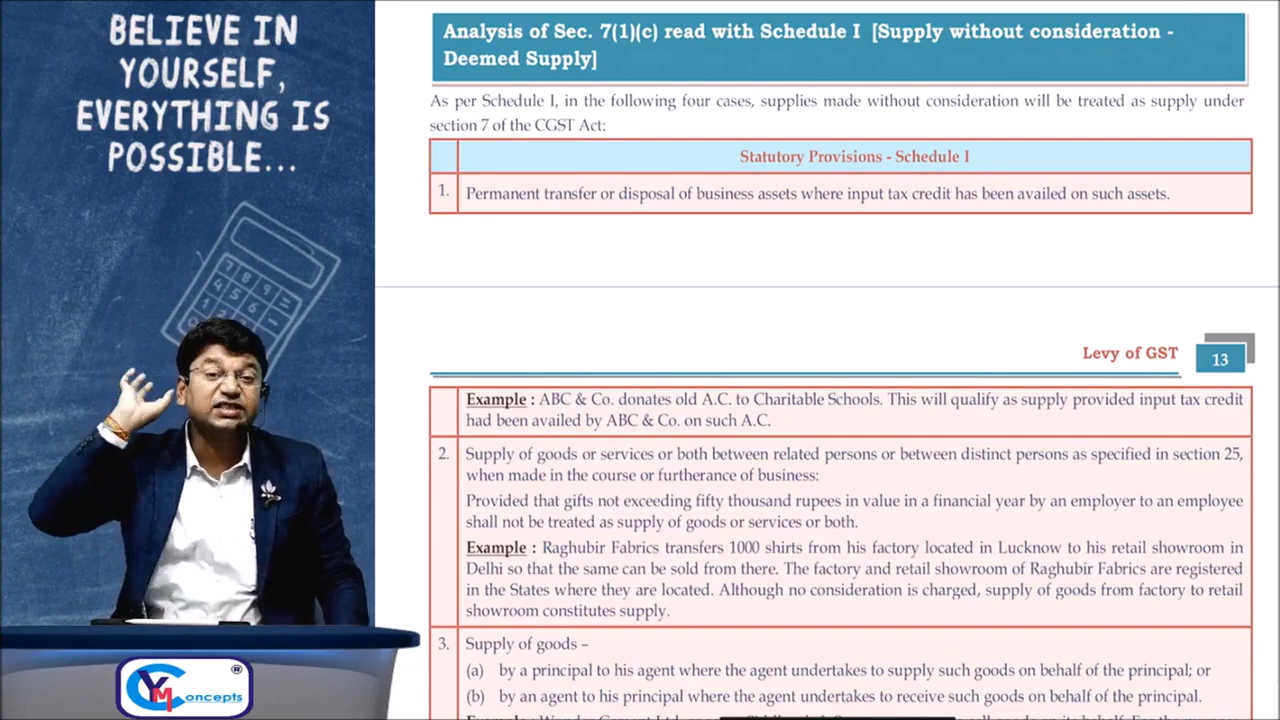 BELIEVE IN
YOURSELF,
EVERYTHING IS
POSSIBLE...
7 8 9 =
4 5 6 -
YM Concepts ®
Analysis of Sec. 7(1)(c) read with Schedule I [Supply without consideration -
Deemed Supply]
As per Schedule I, in the following four cases, supplies made without consideration will be treated as supply under
section 7 of the CGST Act:
Statutory Provisions - Schedule I
1. Permanent transfer or disposal of business assets where input tax credit has been availed on such assets.
Levy of GST 13
Example : ABC & Co. donates old A.C. to Charitable Schools. This will qualify as supply provided input tax credit
had been availed by ABC & Co. on such A.C.
2. Supply of goods or services or both between related persons or between distinct persons as specified in section 25,
when made in the course or furtherance of business:
Provided that gifts not exceeding fifty thousand rupees in value in a financial year by an employer to an employee
shall not be treated as supply of goods or services or both.
Example : Raghubir Fabrics transfers 1000 shirts from his factory located in Lucknow to his retail showroom in
Delhi so that the same can be sold from there. The factory and retail showroom of Raghubir Fabrics are registered
in the States where they are located. Although no consideration is charged, supply of goods from factory to retail
showroom constitutes supply.
3. Supply of goods –
(a) by a principal to his agent where the agent undertakes to supply such goods on behalf of the principal; or
(b) by an agent to his principal where the agent undertakes to receive such goods on behalf of the principal.